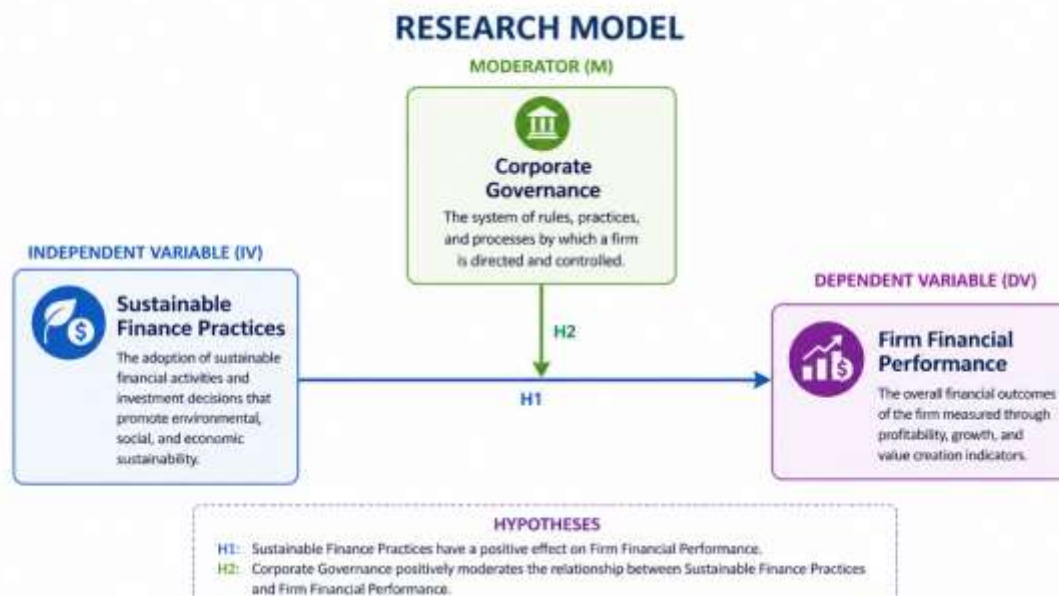 RESEARCH MODEL
MODERATOR (M)
Corporate
Governance
The system of rules, practices,
and processes by which a firm
is directed and controlled.
INDEPENDENT VARIABLE (IV)
Sustainable
Finance Practices
The adoption of sustainable
financial activities and
investment decisions that
promote environmental,
social, and economic
sustainability.
H2
H1
DEPENDENT VARIABLE (DV)
Firm Financial
Performance
The overall financial outcomes
of the firm measured through
profitability, growth, and
value creation indicators.
HYPOTHESES
H1: Sustainable Finance Practices have a positive effect on Firm Financial Performance.
H2: Corporate Governance positively moderates the relationship between Sustainable Finance Practices
and Firm Financial Performance.